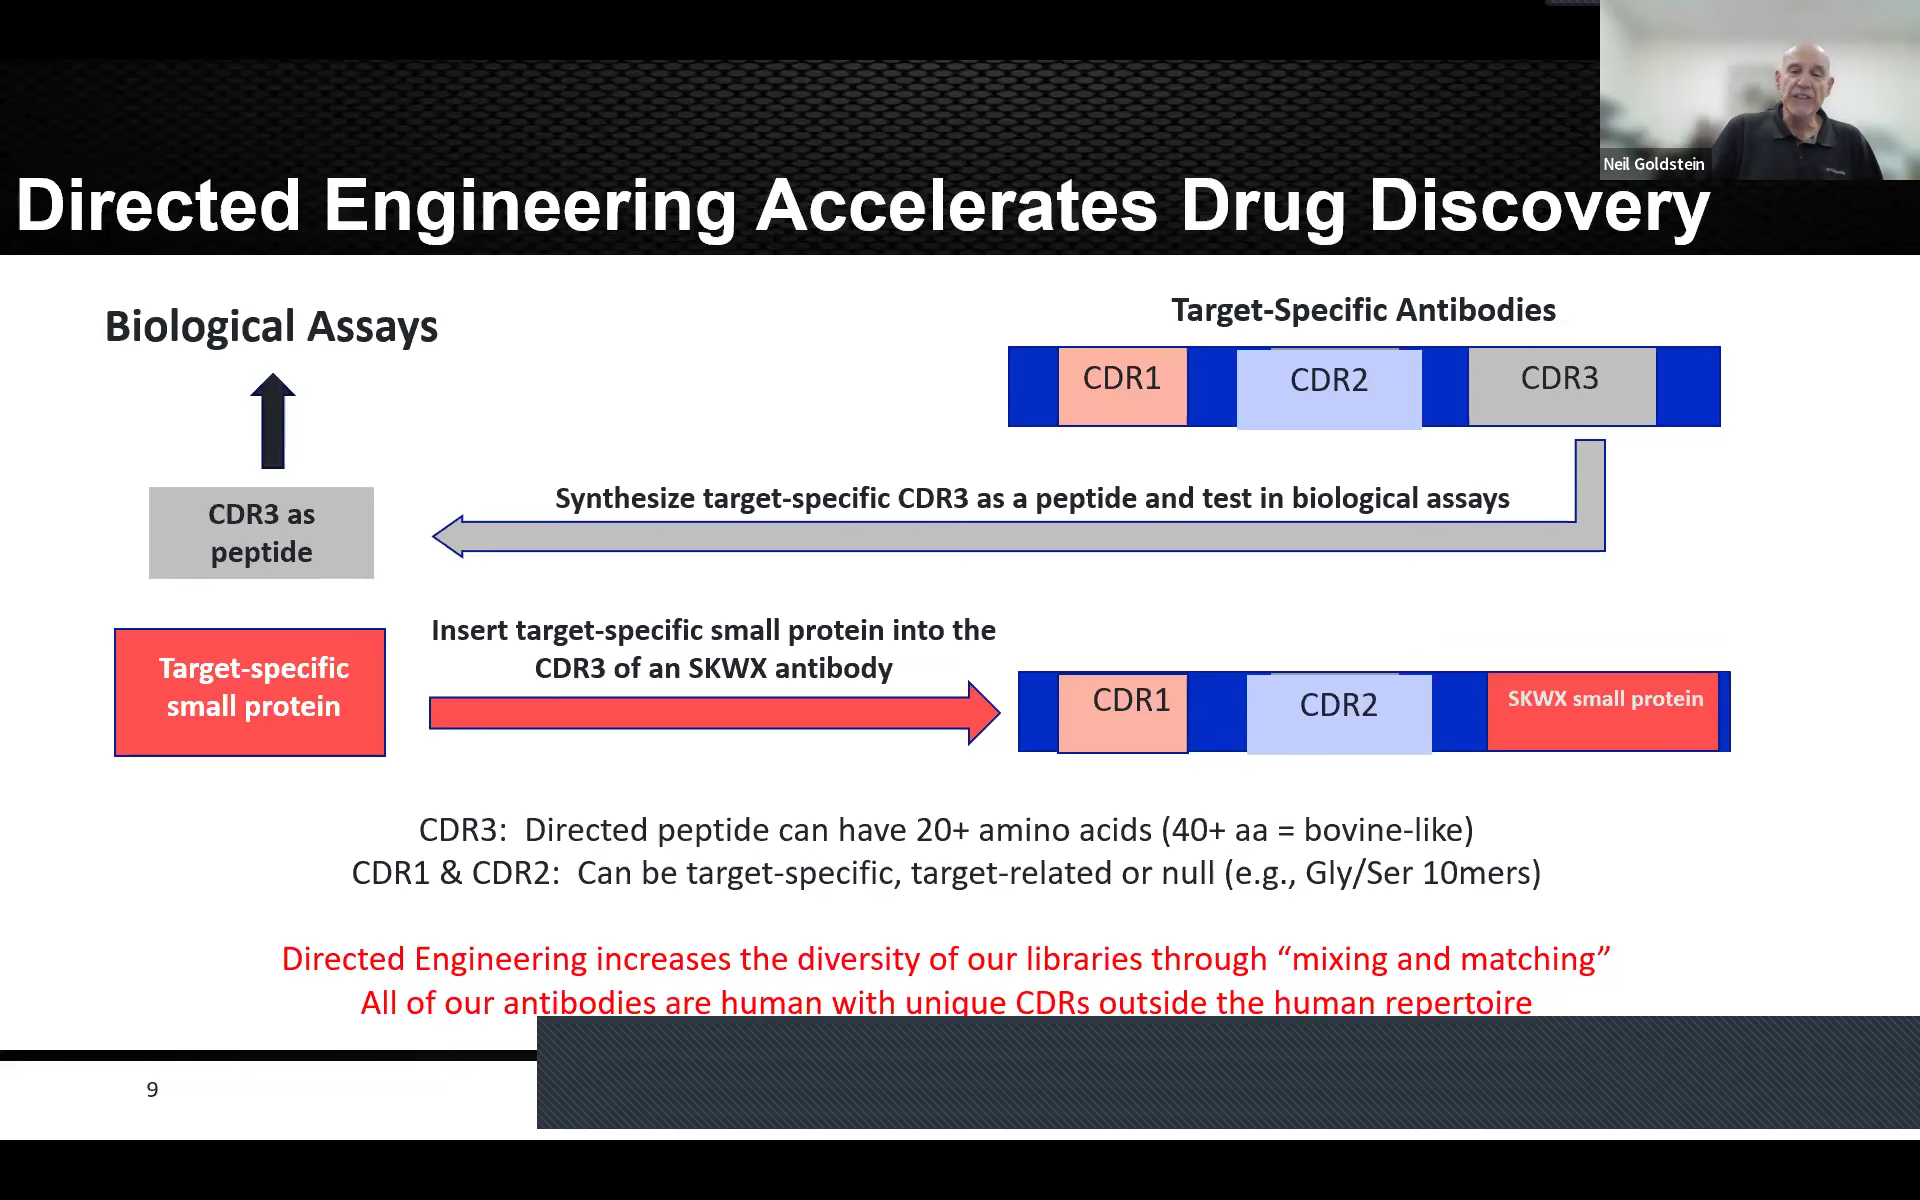 Neil Goldstein
Directed Engineering Accelerates Drug Discovery
Biological Assays
Target-Specific Antibodies
CDR1
CDR2
CDR3
Synthesize target-specific CDR3 as a peptide and test in biological assays
CDR3 as
peptide
Insert target-specific small protein into the
CDR3 of an SKWX antibody
Target-specific
small protein
CDR1
CDR2
SKWX small protein
CDR3:  Directed peptide can have 20+ amino acids (40+ aa = bovine-like)
CDR1 & CDR2:  Can be target-specific, target-related or null (e.g., Gly/Ser 10mers)
Directed Engineering increases the diversity of our libraries through “mixing and matching”
All of our antibodies are human with unique CDRs outside the human repertoire
9